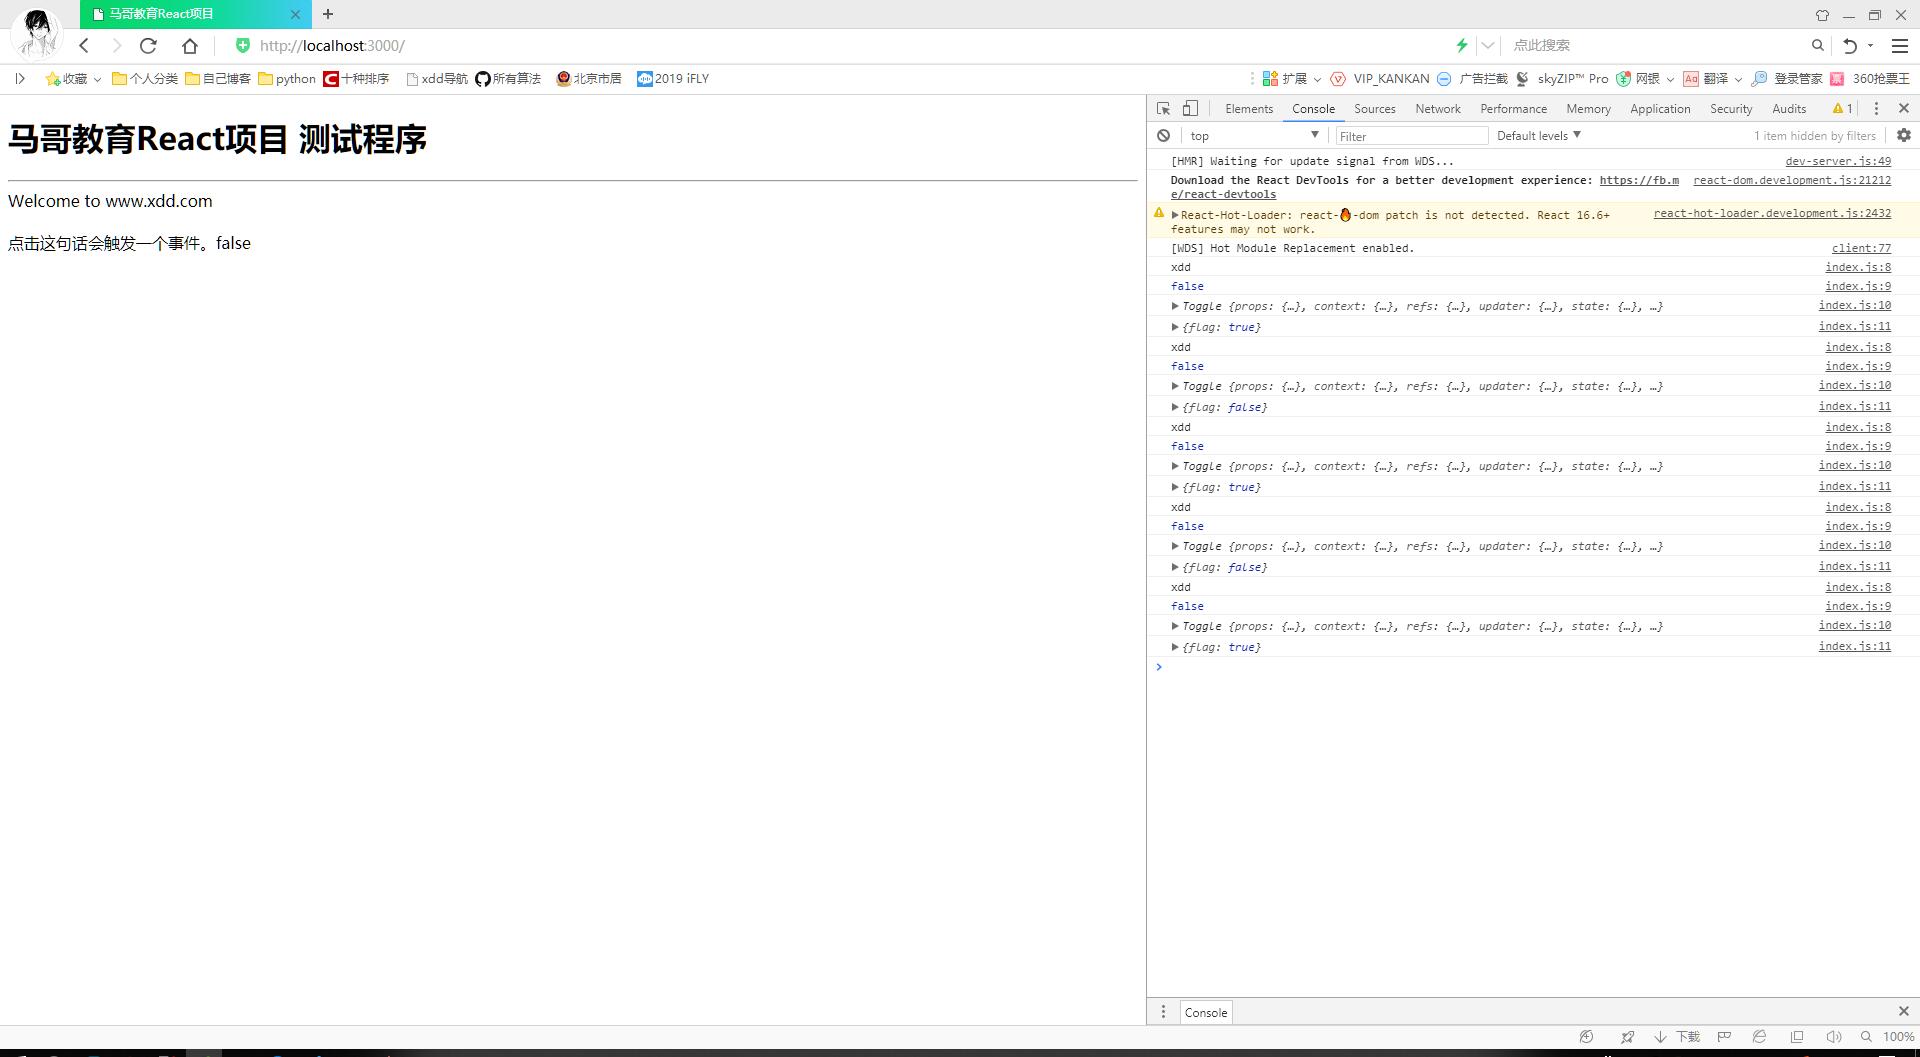 马哥教育React项目
http://localhost:3000/
点此搜索
收藏 个人分类 自己博客 python 十种排序 xdd导航 所有算法 北京市居 2019 iFLY
扩展 VIP_KANKAN 广告拦截 skyZIP™ Pro 网银 Aa 翻译 登录管家 360抢票王
马哥教育React项目 测试程序
Welcome to www.xdd.com
点击这句话会触发一个事件。false
Elements Console Sources Network Performance Memory Application Security Audits 1
top Filter Default levels 1 item hidden by filters
[HMR] Waiting for update signal from WDS... dev-server.js:49
Download the React DevTools for a better development experience: https://fb.m react-dom.development.js:21212
e/react-devtools
React-Hot-Loader: react-🔥-dom patch is not detected. React 16.6+ react-hot-loader.development.js:2432
features may not work.
[WDS] Hot Module Replacement enabled. client:77
xdd index.js:8
false index.js:9
Toggle {props: {…}, context: {…}, refs: {…}, updater: {…}, state: {…}, …} index.js:10
{flag: true} index.js:11
xdd index.js:8
false index.js:9
Toggle {props: {…}, context: {…}, refs: {…}, updater: {…}, state: {…}, …} index.js:10
{flag: false} index.js:11
xdd index.js:8
false index.js:9
Toggle {props: {…}, context: {…}, refs: {…}, updater: {…}, state: {…}, …} index.js:10
{flag: true} index.js:11
xdd index.js:8
false index.js:9
Toggle {props: {…}, context: {…}, refs: {…}, updater: {…}, state: {…}, …} index.js:10
{flag: false} index.js:11
xdd index.js:8
false index.js:9
Toggle {props: {…}, context: {…}, refs: {…}, updater: {…}, state: {…}, …} index.js:10
{flag: true} index.js:11
Console
下载 100%